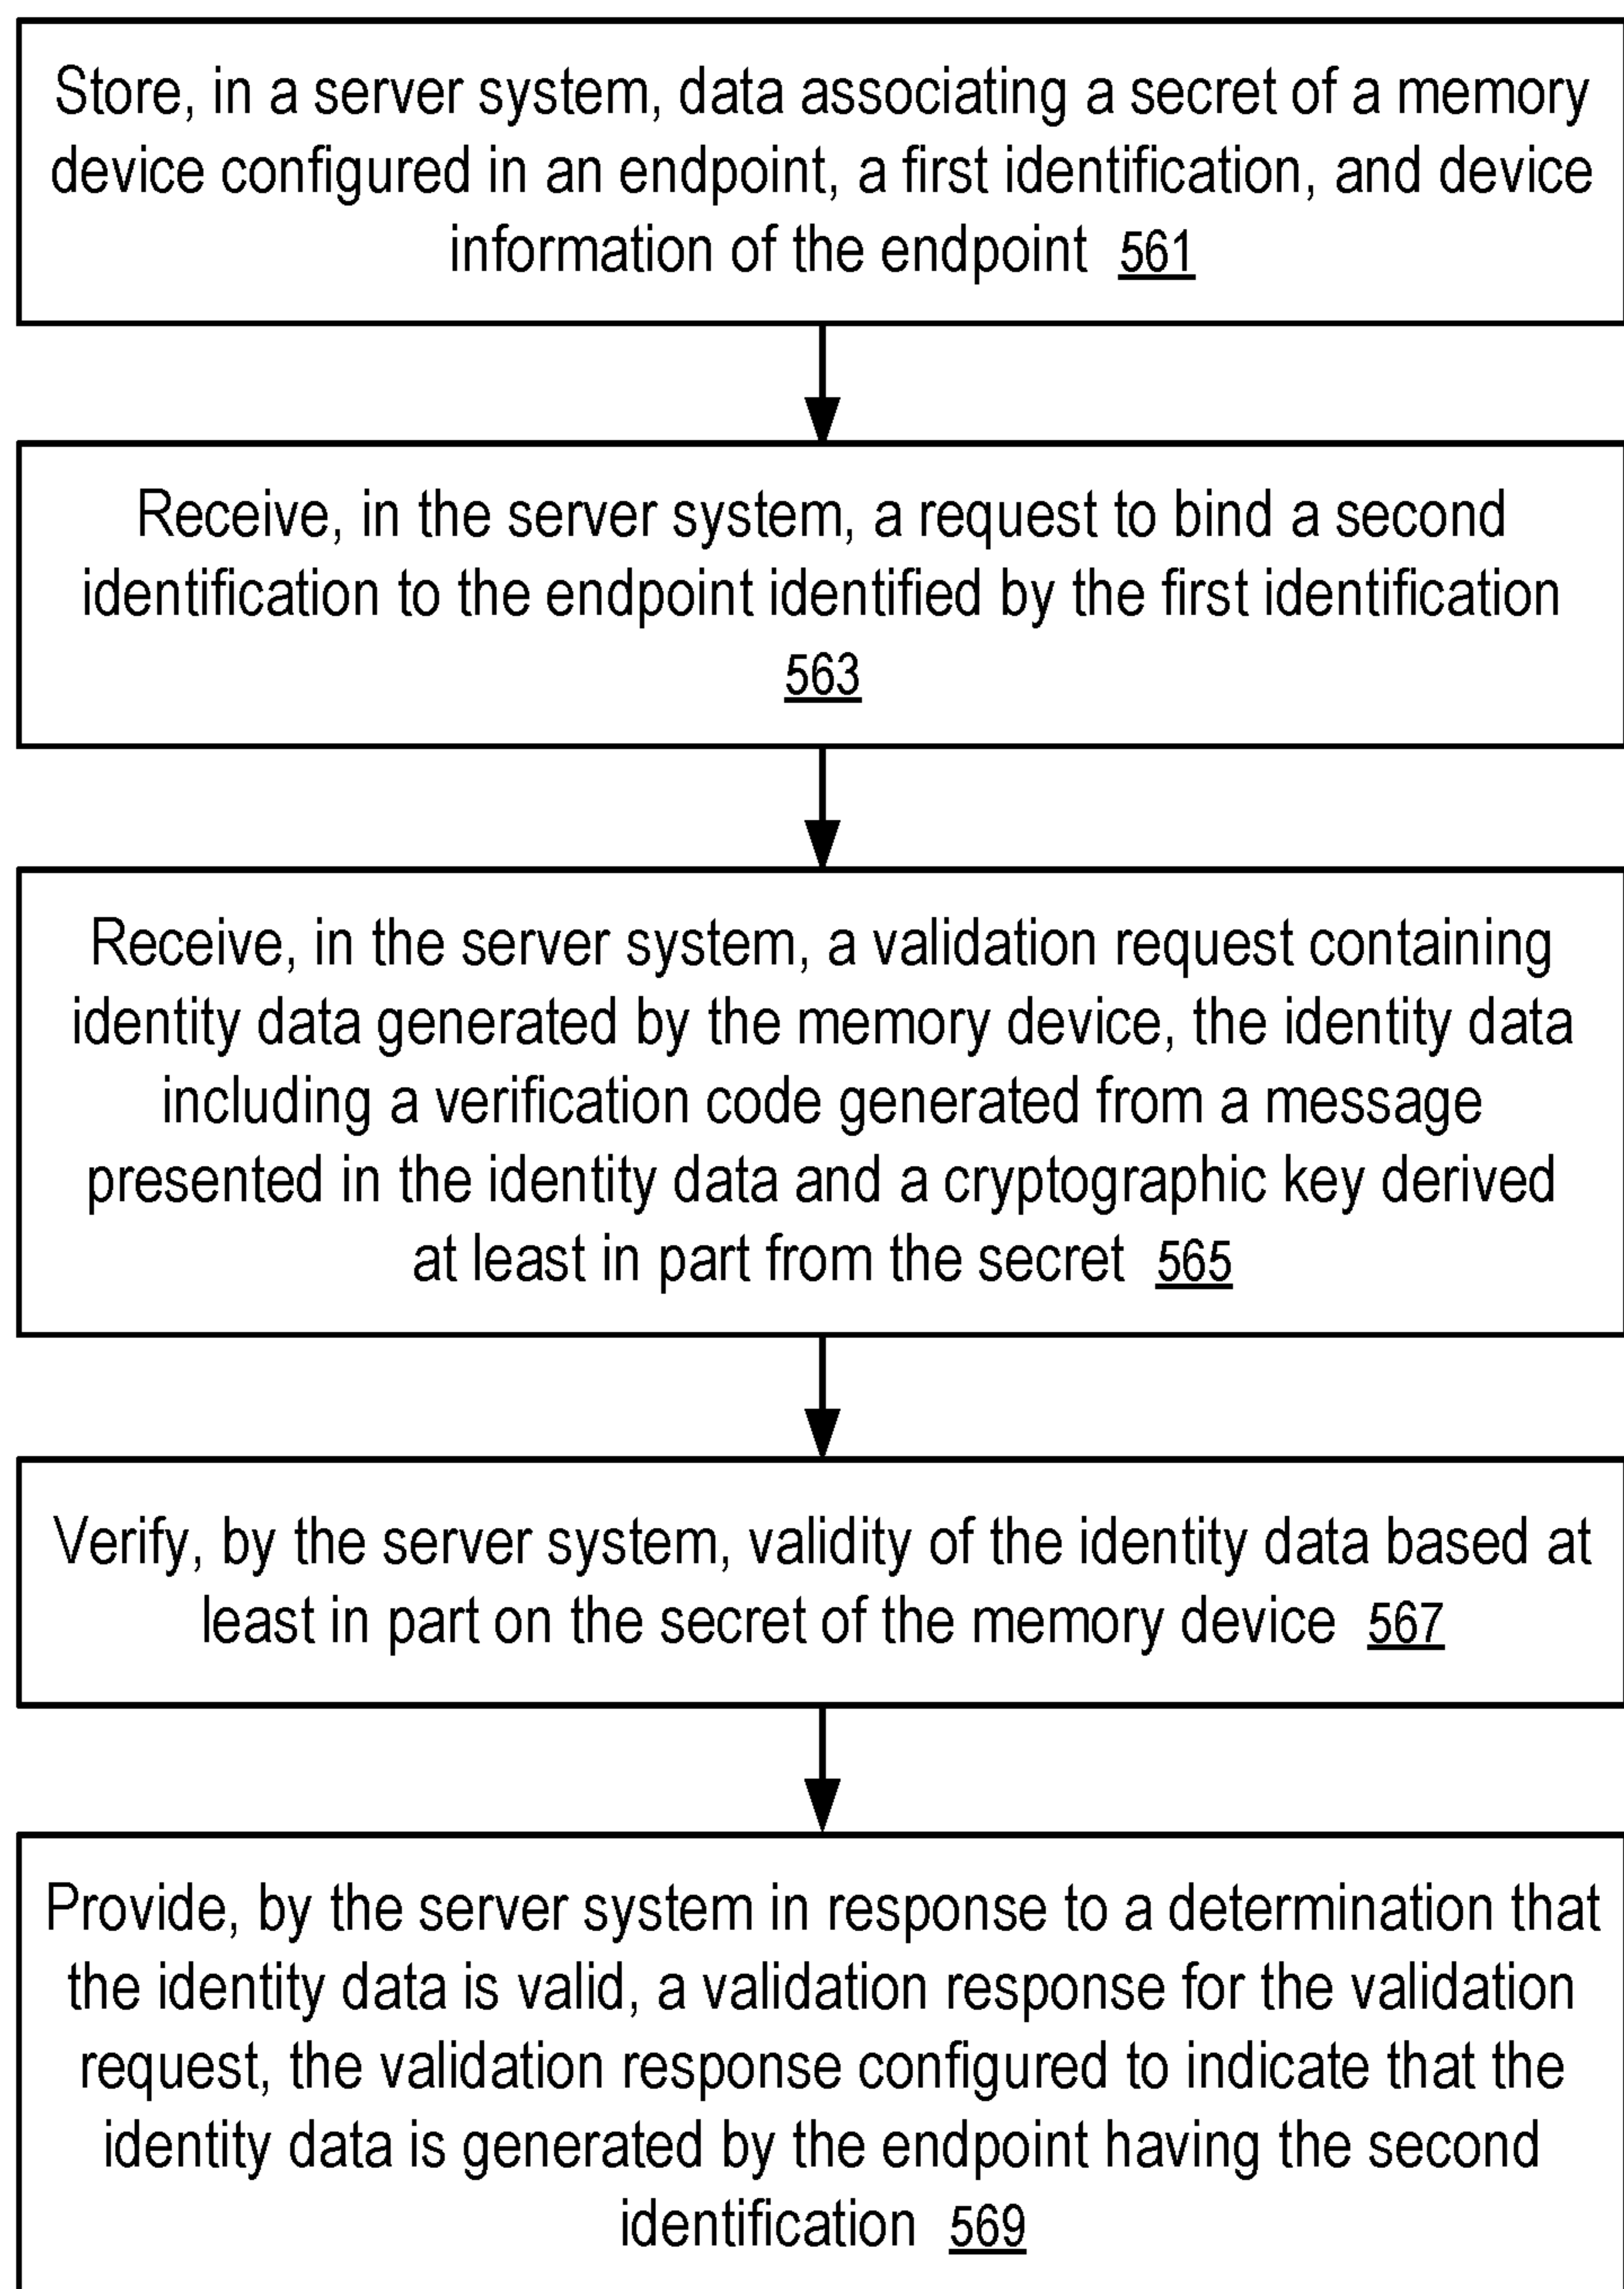 Store, in a server system, data associating a secret of a memory
device configured in an endpoint, a first identification, and device
information of the endpoint 561
Receive, in the server system, a request to bind a second
identification to the endpoint identified by the first identification
563
Receive, in the server system, a validation request containing
identity data generated by the memory device, the identity data
including a verification code generated from a message
presented in the identity data and a cryptographic key derived
at least in part from the secret 565
Verify, by the server system, validity of the identity data based at
least in part on the secret of the memory device 567
Provide, by the server system in response to a determination that
the identity data is valid, a validation response for the validation
request, the validation response configured to indicate that the
identity data is generated by the endpoint having the second
identification 569